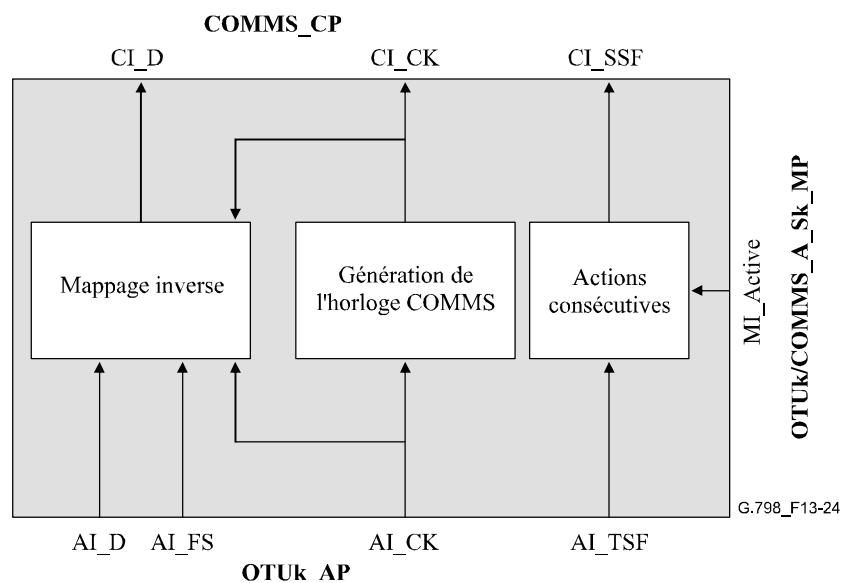 COMMS_CP
CI_D CI_CK CI_SSF
Mappage inverse
Génération de
l'horloge COMMS
Actions
consécutives
MI_Active
OTUk/COMMS_A_Sk_MP
G.798_F13-24
AI_D AI_FS AI_CK AI_TSF
OTUk_AP